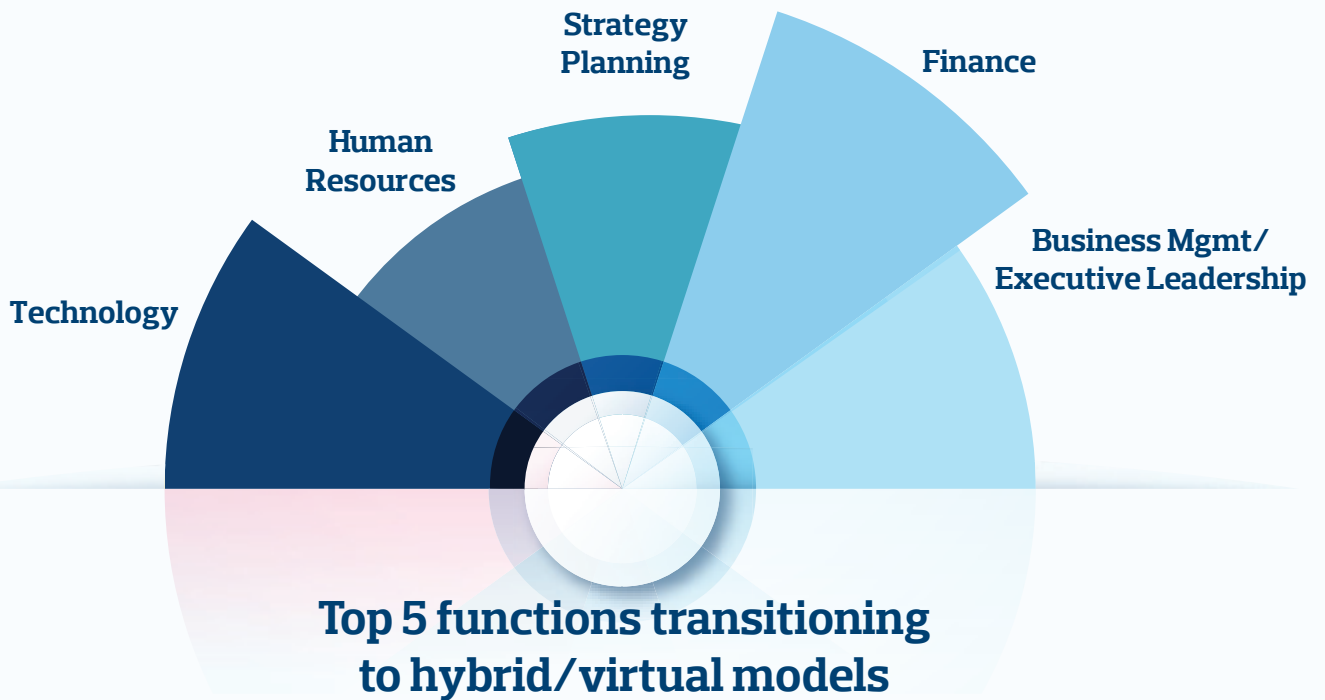 Strategy
Planning
Finance
Human
Resources
Business Mgmt/
Executive Leadership
Technology
Top 5 functions transitioning
to hybrid/virtual models